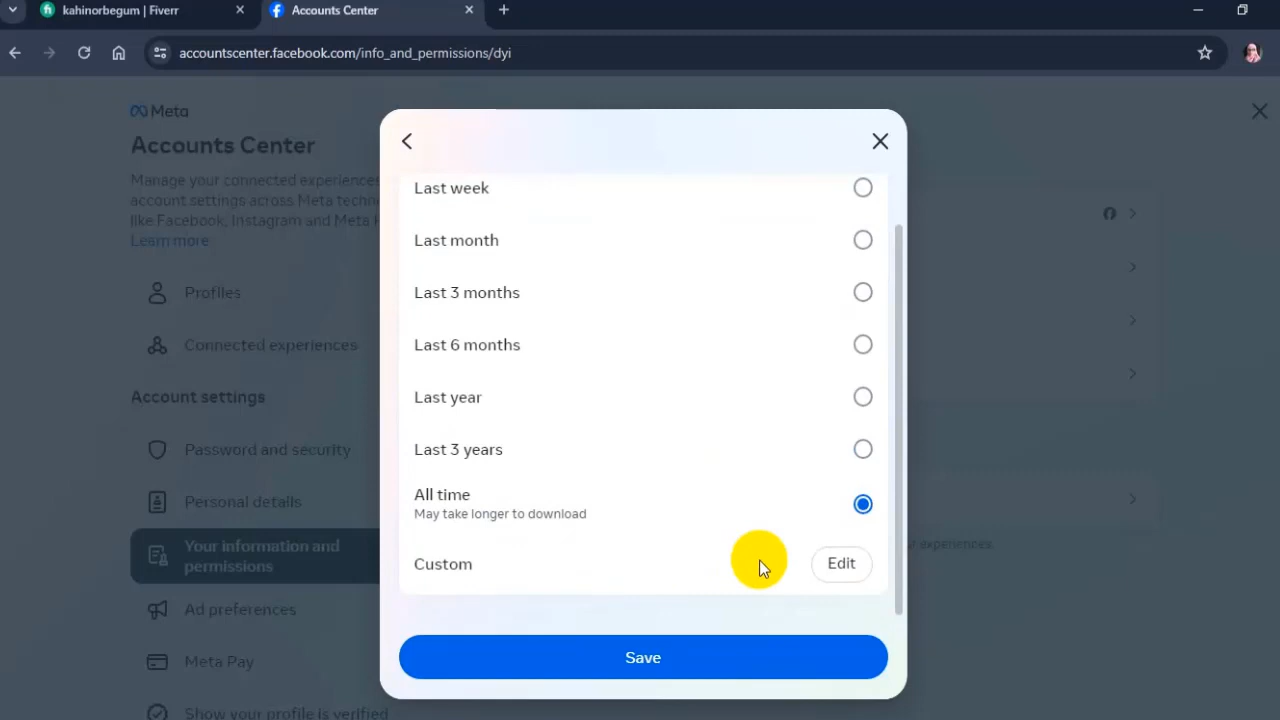 kahinorbegum | Fiverr
Accounts Center
accountscenter.facebook.com/info_and_permissions/dyi
Meta
Accounts Center
Manage your connected experiences
account settings across Meta techn
like Facebook, Instagram and Meta
Learn more
Profiles
Connected experiences
Account settings
Password and security
Personal details
Your information and
permissions
Ad preferences
Meta Pay
Show your profile is verified
Last week
Last month
Last 3 months
Last 6 months
Last year
Last 3 years
All time
May take longer to download
Custom
Edit
Save
experiences.